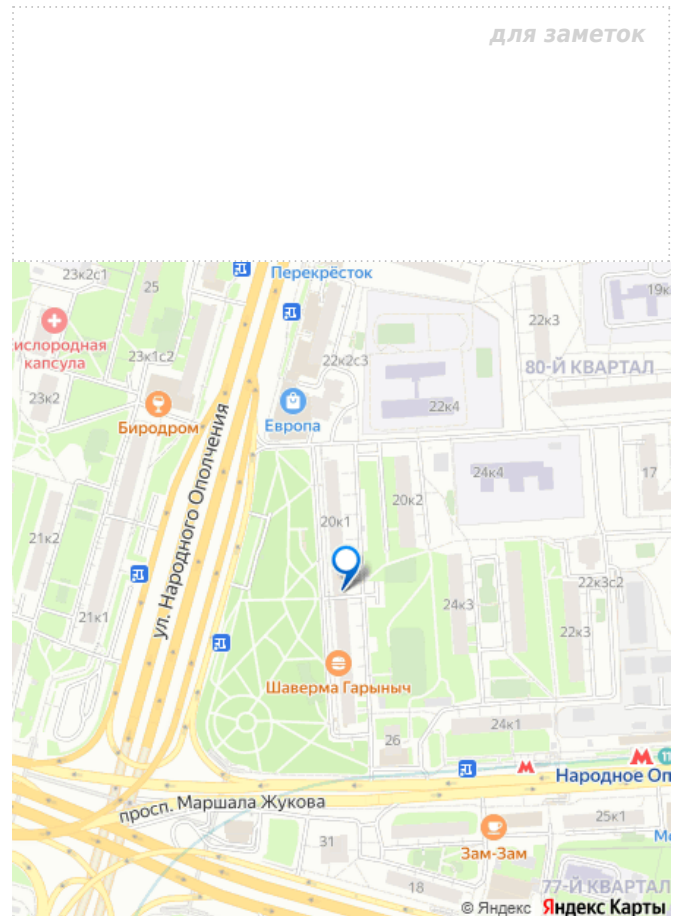 для заметок
Перекрёсток
23к2с1
25
19к
22к3
ислородная
капсула
23к1с2
22к2с3
80-Й КВАРТАЛ
23к2
Биродром
Европа
22к4
ул. Народного Ополчения
24к4
17
20к2
20к1
21к2
22к3с2
24к3
21к1
22к3
Шаверма Гарыныч
24к1
26
Народное Оп
просп. Маршала Жукова
25к1
31
Зам-Зам
18
77-Й КВАРТАЛ
© Яндекс Яндекс Карты